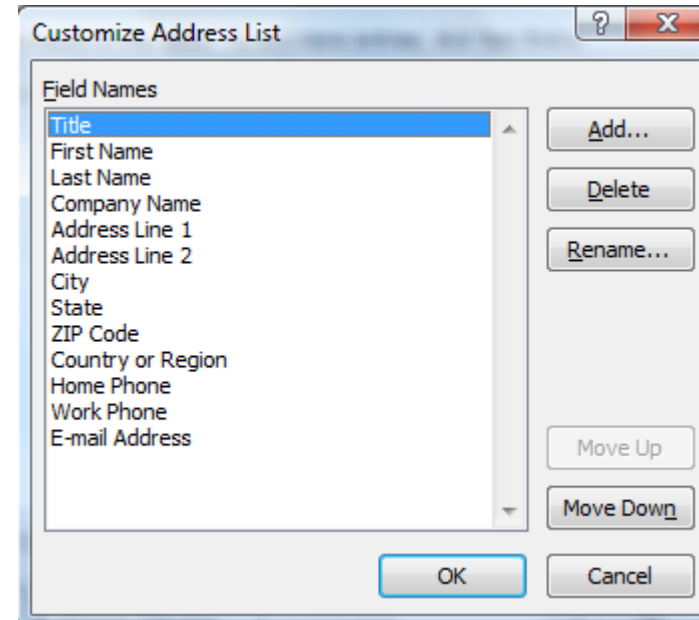 Customize Address List
?
Field Names
Title
First Name
Last Name
Company Name
Address Line 1
Address Line 2
City
State
ZIP Code
Country or Region
Home Phone
Work Phone
E-mail Address
Add...
Delete
Rename...
Move Up
Move Down
OK
Cancel